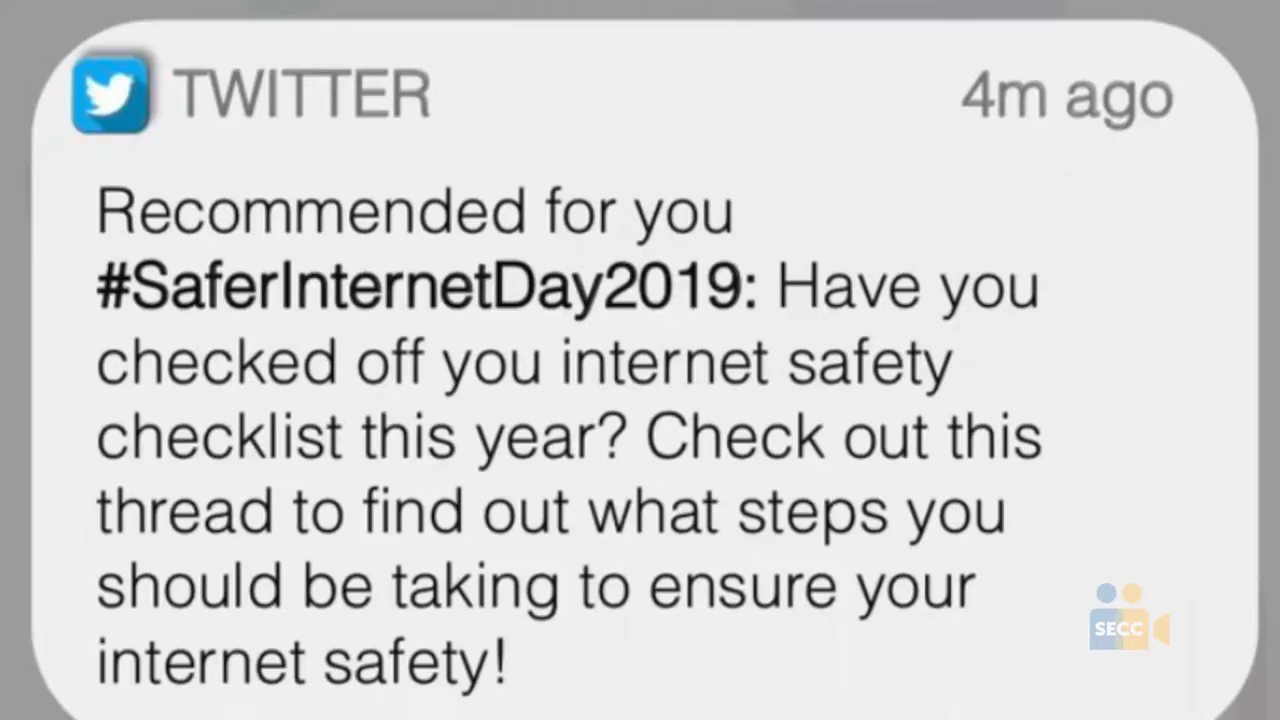 TWITTER 4m ago
Recommended for you
#SaferInternetDay2019: Have you
checked off you internet safety
checklist this year? Check out this
thread to find out what steps you
should be taking to ensure your
internet safety!
SECC